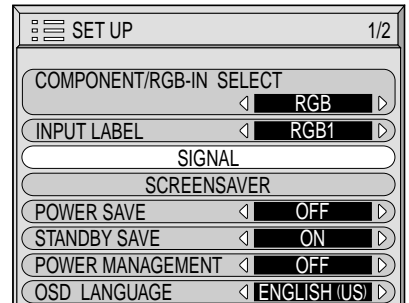 SET UP 1/2
COMPONENT/RGB-IN SELECT
RGB
INPUT LABEL RGB1
SIGNAL
SCREENSAVER
POWER SAVE OFF
STANDBY SAVE ON
POWER MANAGEMENT OFF
OSD LANGUAGE ENGLISH (US)